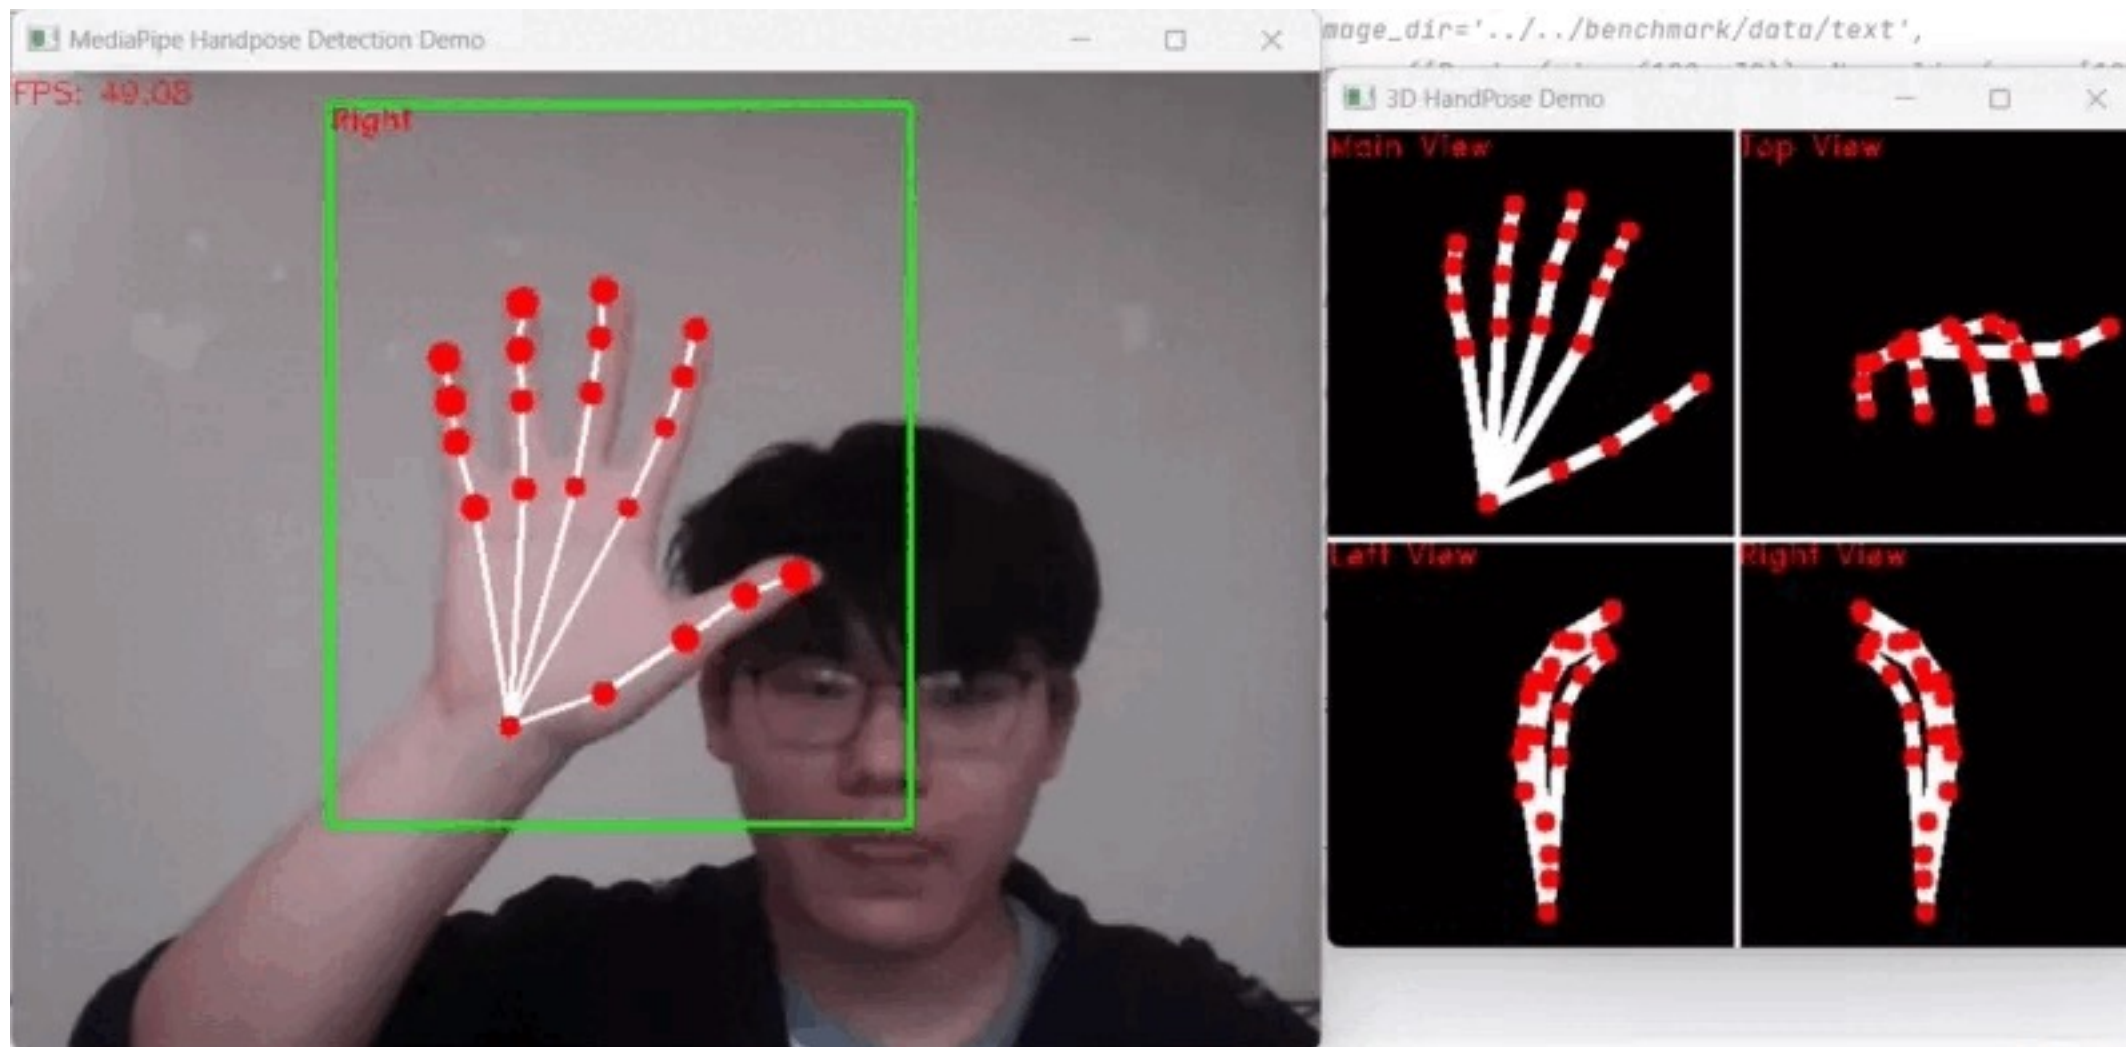 MediaPipe Handpose Detection Demo
FPS: 49.08
Right
mage_dir='../../benchmark/data/text',
3D HandPose Demo
Main View
Top View
Left View
Right View